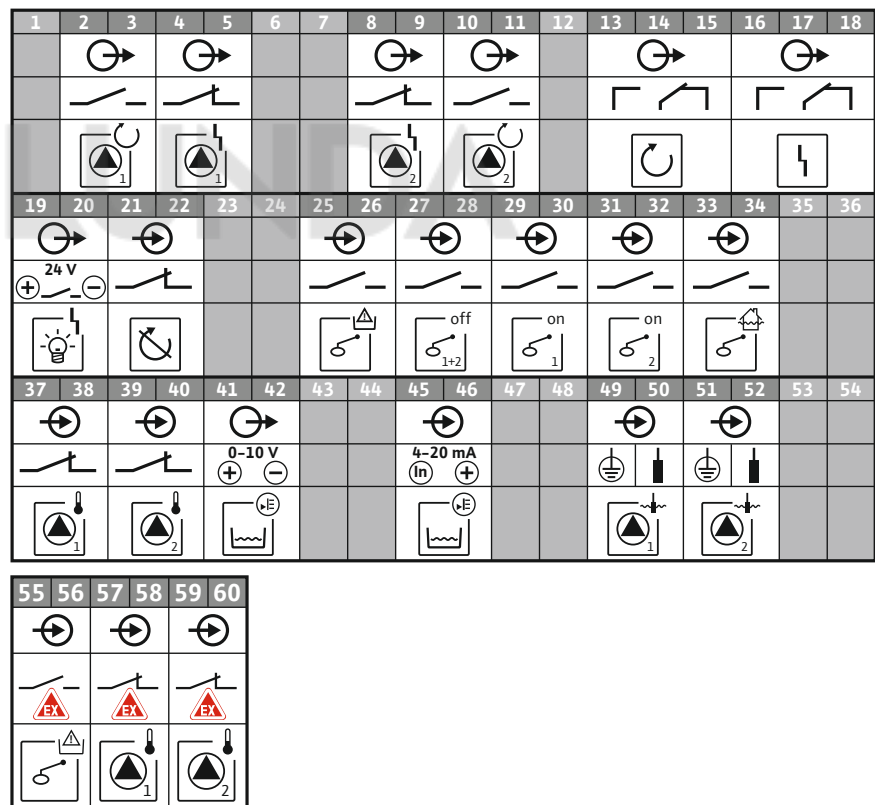 1 2 3 4 5 6 7 8 9 10 11 12 13 14 15 16 17 18
1 1 2 2
LUNDA
19 20 21 22 23 24 25 26 27 28 29 30 31 32 33 34 35 36
24 V
+ −
off on on
1+2 1 2
37 38 39 40 41 42 43 44 45 46 47 48 49 50 51 52 53 54
0–10 V 4–20 mA
+ − In +
1 2 1 2
55 56 57 58 59 60
EX EX EX
1 2